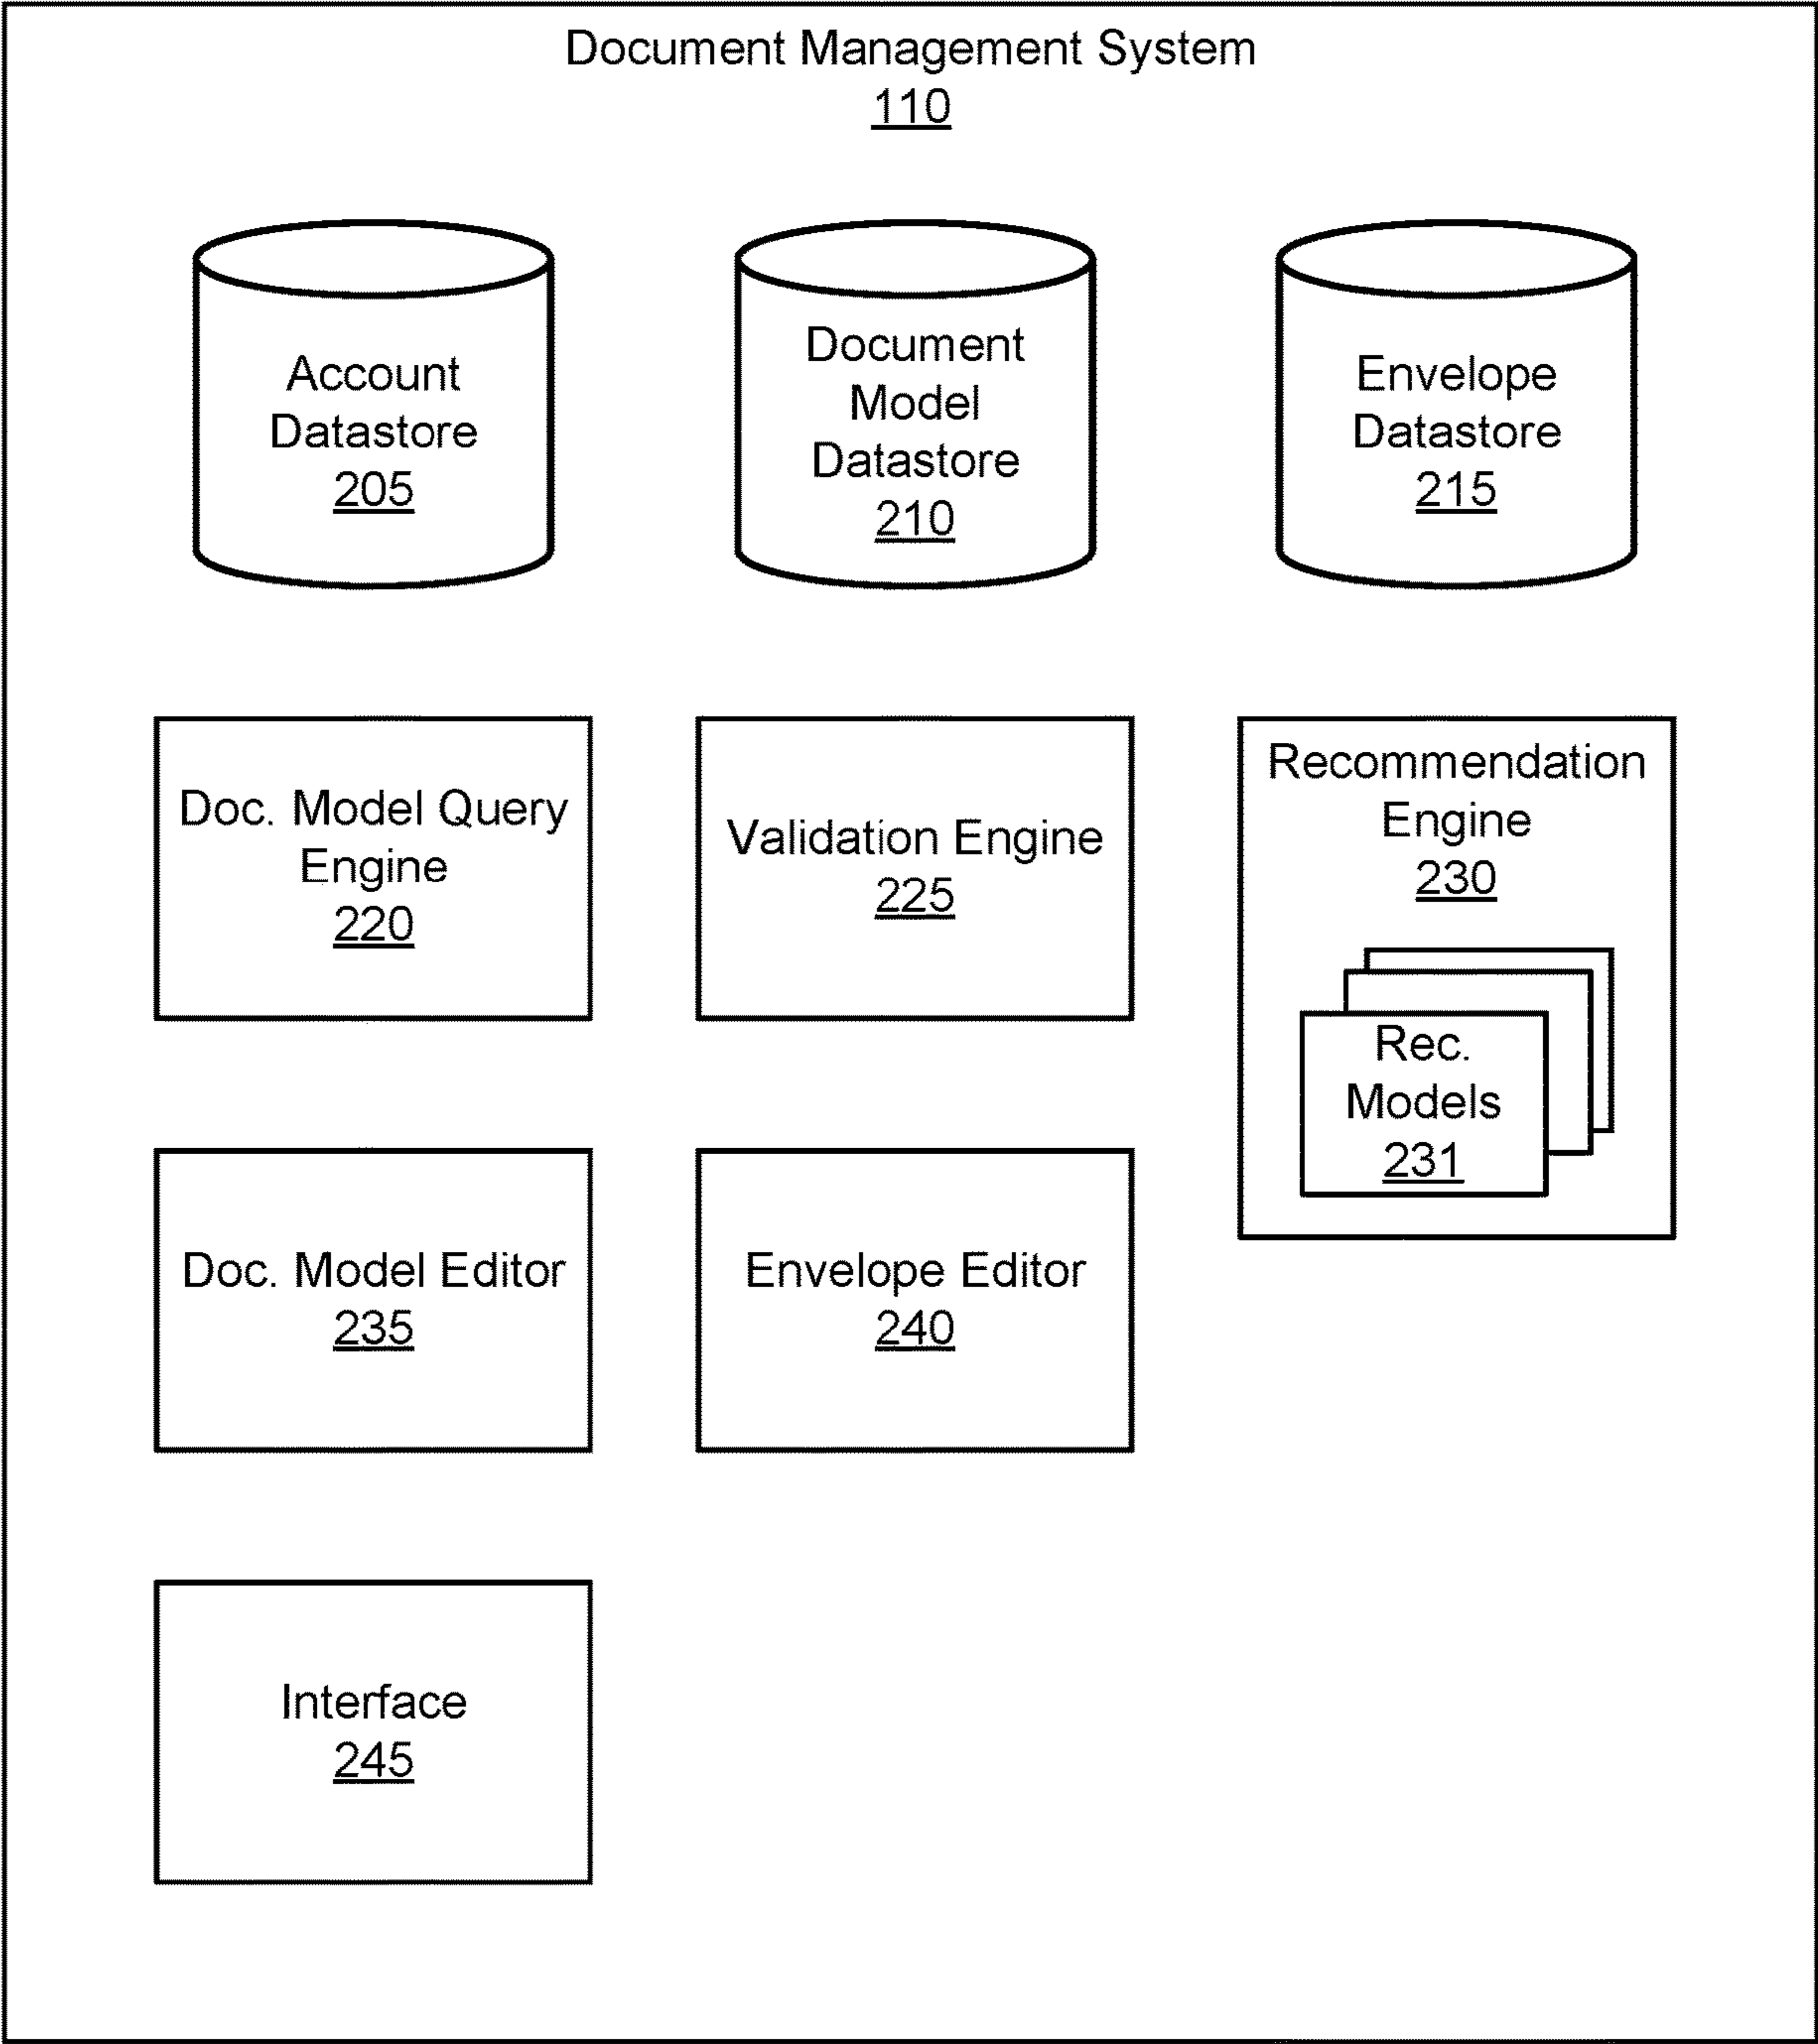 Document Management System
110
Account
Datastore
205
Document
Model
Datastore
210
Envelope
Datastore
215
Doc. Model Query
Engine
220
Validation Engine
225
Recommendation
Engine
230
Rec.
Models
231
Doc. Model Editor
235
Envelope Editor
240
Interface
245